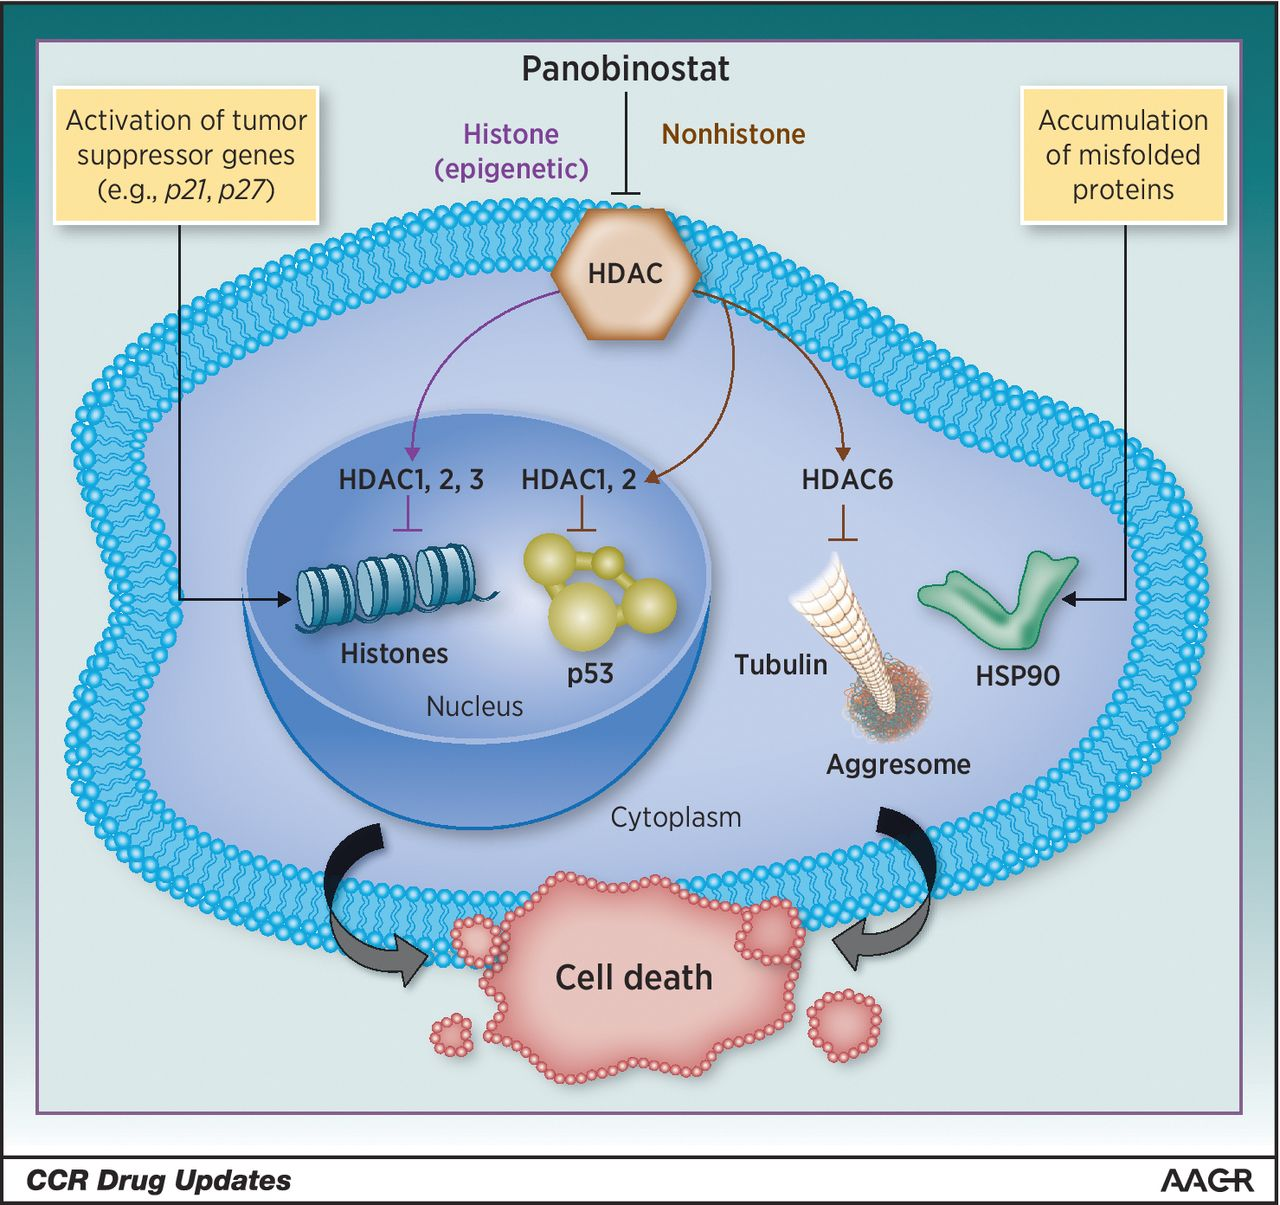 Panobinostat
Activation of tumor
suppressor genes
(e.g., p21, p27)
Histone
(epigenetic)
Nonhistone
Accumulation
of misfolded
proteins
HDAC
HDAC1, 2, 3
HDAC1, 2
HDAC6
Histones
p53
Tubulin
HSP90
Nucleus
Aggresome
Cytoplasm
Cell death
CCR Drug Updates
AACR